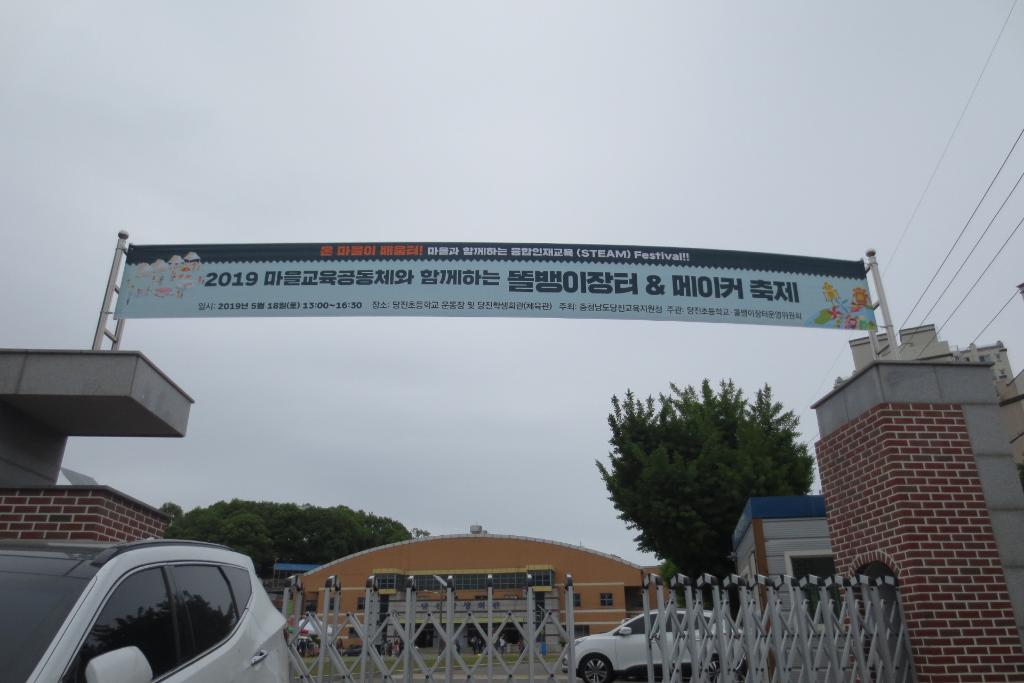 온 마을이 배움터! 마을과 함께하는 융합인재교육 (STEAM) Festival!!
2019 마을교육공동체와 함께하는 똘뱅이장터 & 메이커 축제
일시: 2019년 5월 18일(토) 13:00~16:30 장소: 당진초등학교 운동장 및 당진학생회관(체육관) 주최: 충청남도당진교육지원청 주관: 당진초등학교·똘뱅이장터운영위원회